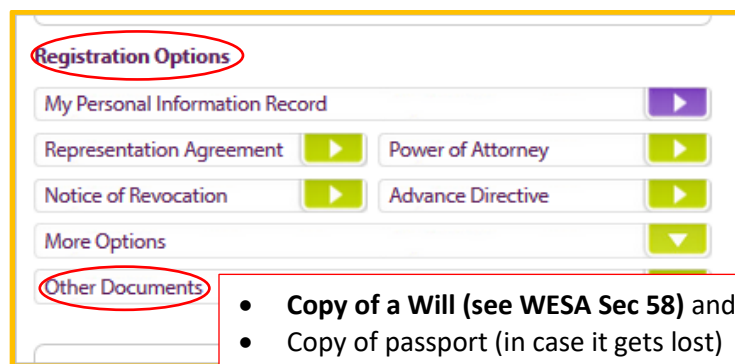 Registration Options
My Personal Information Record
Representation Agreement Power of Attorney
Notice of Revocation Advance Directive
More Options
Other Documents
• Copy of a Will (see WESA Sec 58) and
• Copy of passport (in case it gets lost)